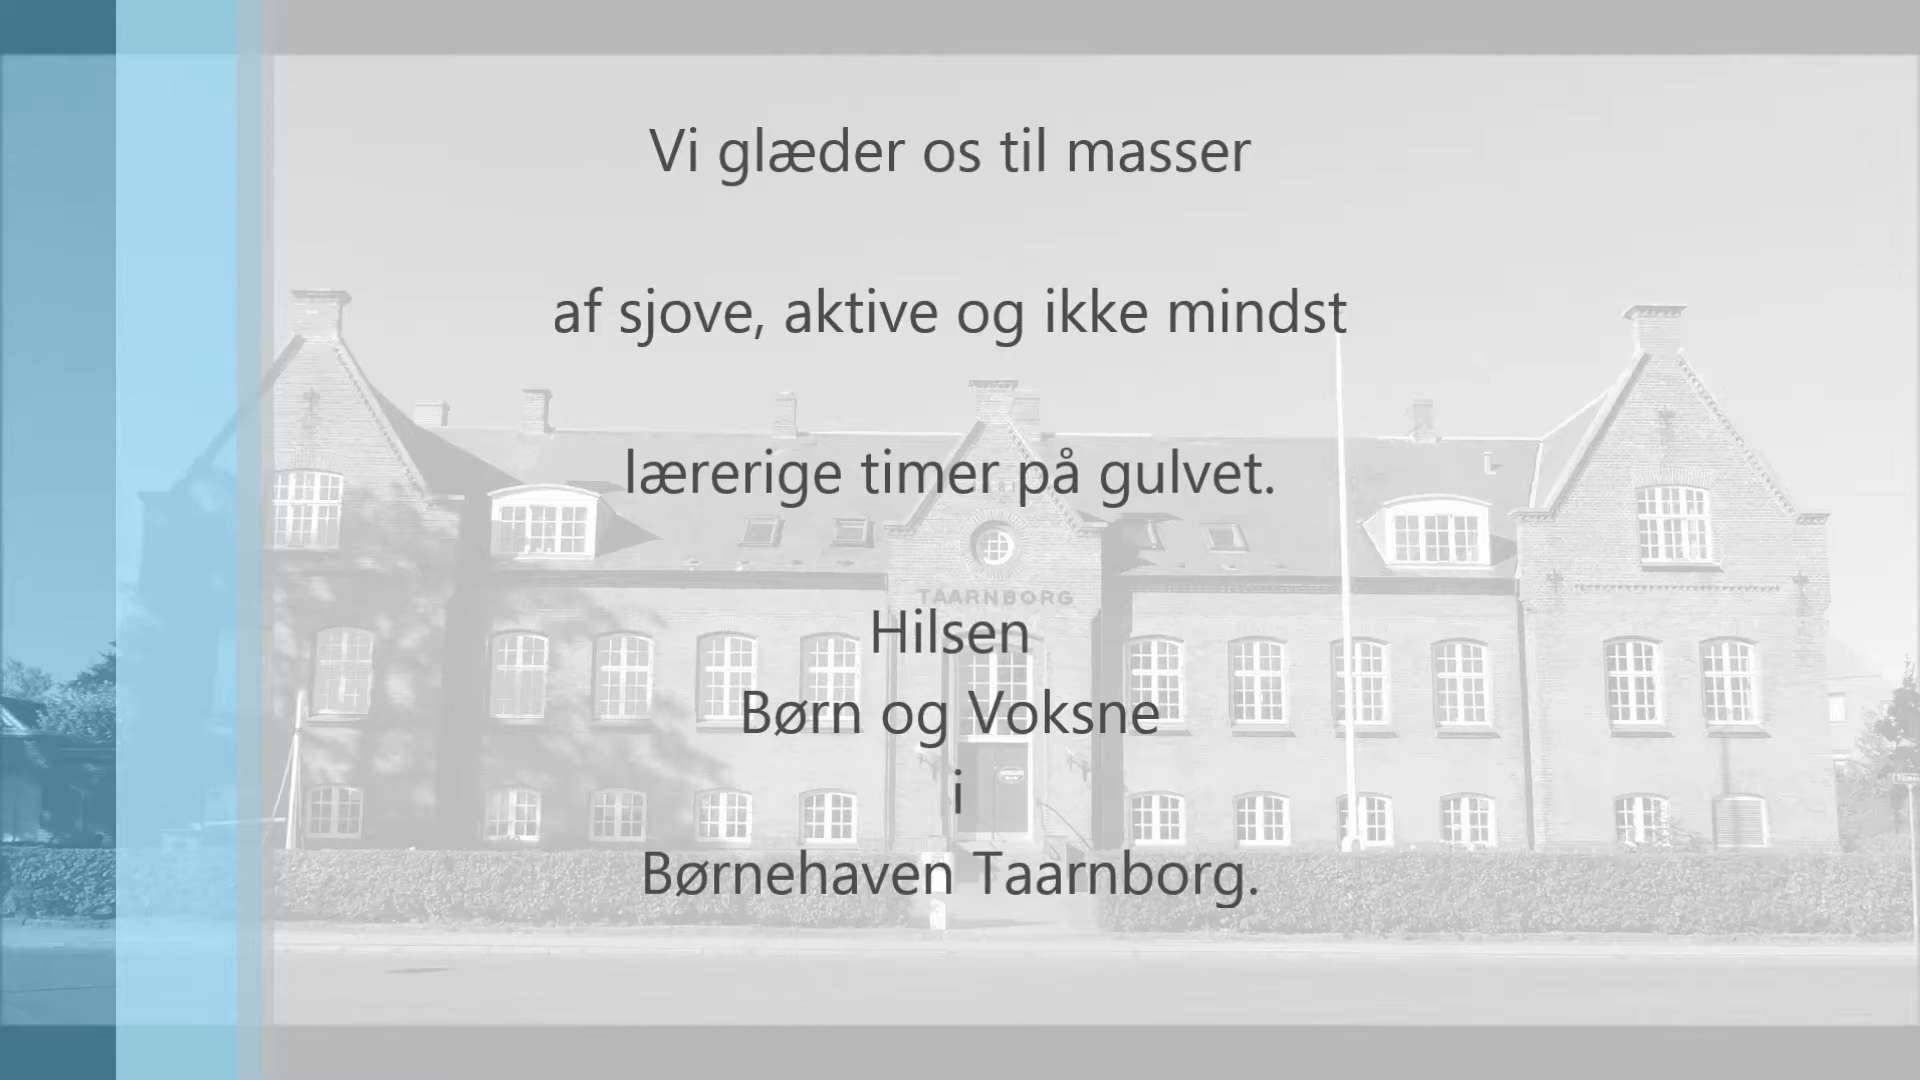 Vi glæder os til masser
af sjove, aktive og ikke mindst
lærerige timer på gulvet.
TAARNBORG
Hilsen
Børn og Voksne
i
Børnehaven Taarnborg.